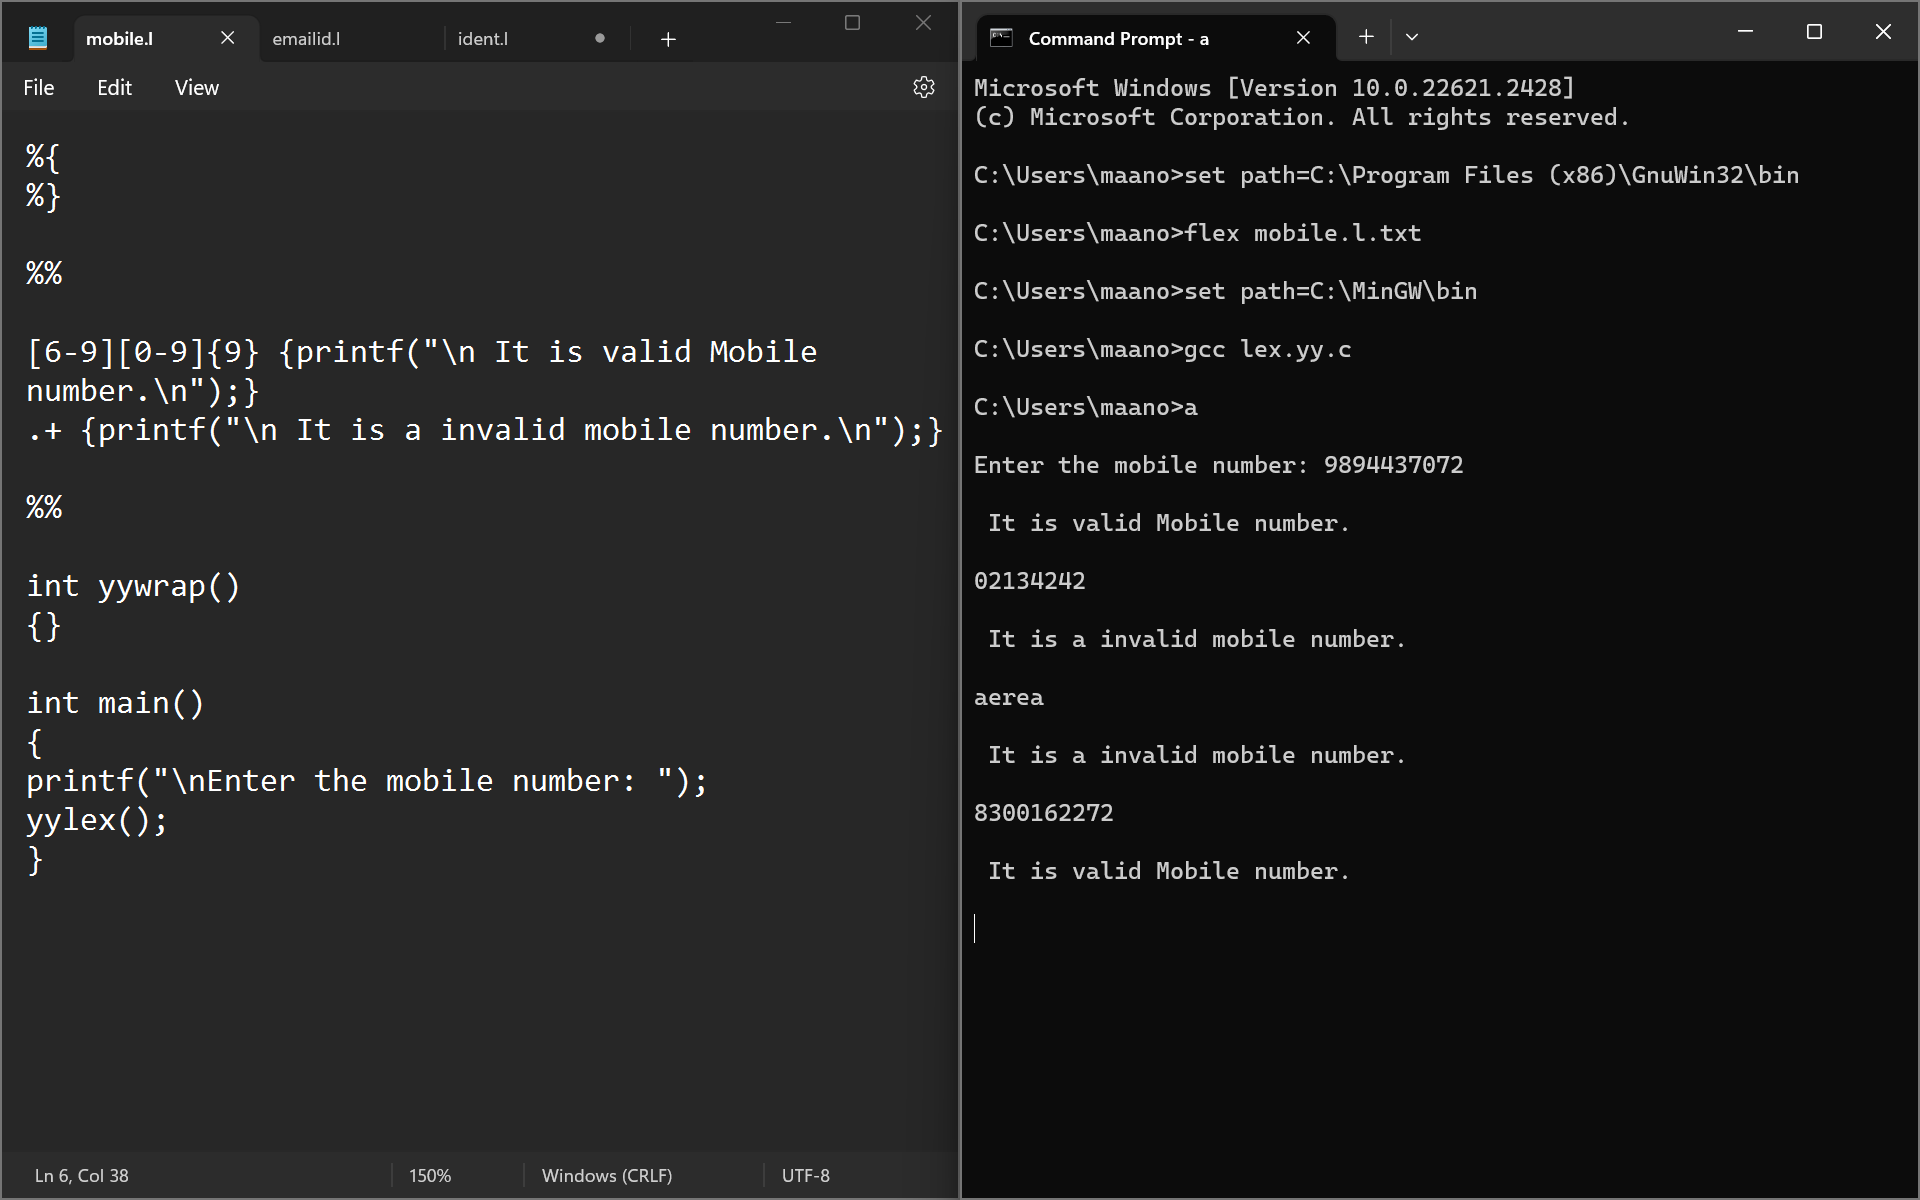 mobile.l
emailid.l
ident.l
File Edit View
%{
%}
%%
[6-9][0-9]{9} {printf("\n It is valid Mobile
number.\n");}
.+ {printf("\n It is a invalid mobile number.\n");}
%%
int yywrap()
{}
int main()
{
printf("\nEnter the mobile number: ");
yylex();
}
Ln 6, Col 38
150%
Windows (CRLF)
UTF-8
Command Prompt - a
Microsoft Windows [Version 10.0.22621.2428]
(c) Microsoft Corporation. All rights reserved.
C:\Users\maano>set path=C:\Program Files (x86)\GnuWin32\bin
C:\Users\maano>flex mobile.l.txt
C:\Users\maano>set path=C:\MinGW\bin
C:\Users\maano>gcc lex.yy.c
C:\Users\maano>a
Enter the mobile number: 9894437072
It is valid Mobile number.
02134242
It is a invalid mobile number.
aerea
It is a invalid mobile number.
8300162272
It is valid Mobile number.